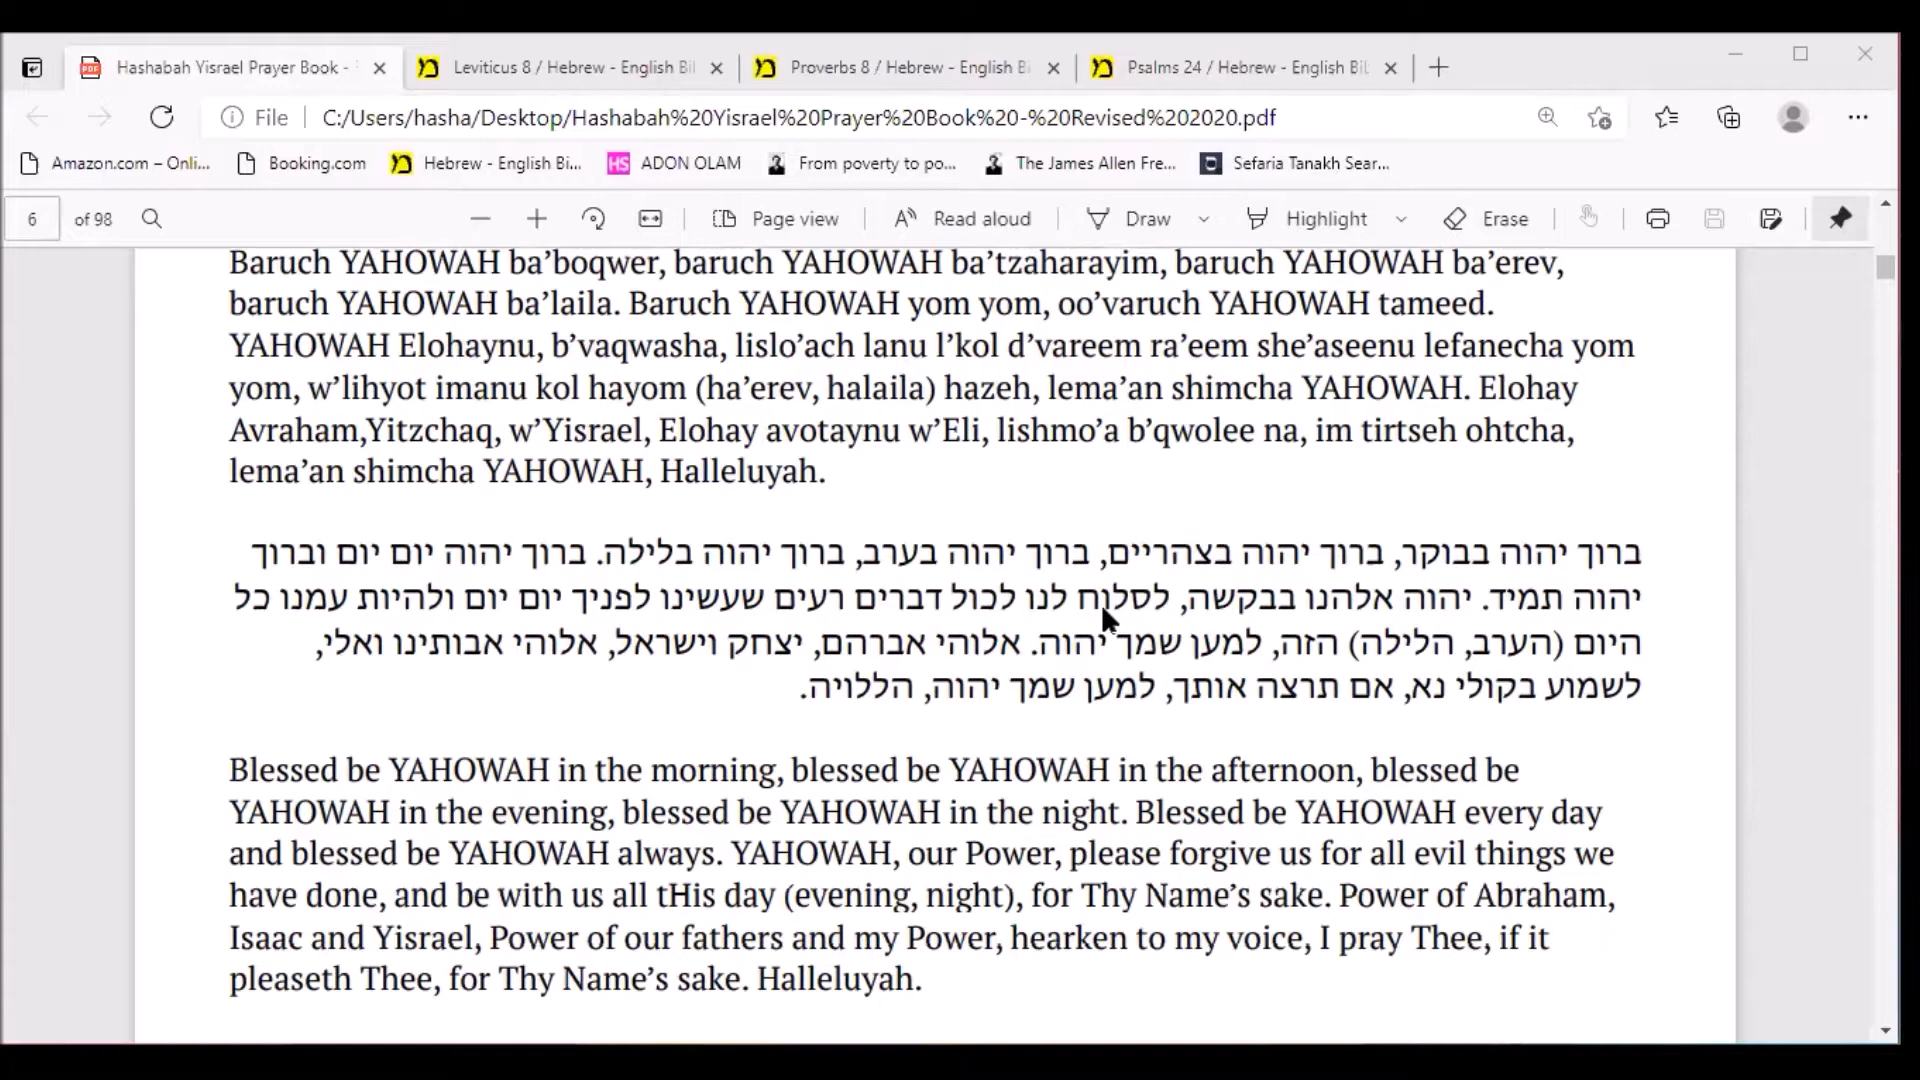 Hashabah Yisrael Prayer Book -
Leviticus 8 / Hebrew - English Bil
Proverbs 8 / Hebrew - English Bi
Psalms 24 / Hebrew - English Bib
File
C:/Users/hasha/Desktop/Hashabah%20Yisrael%20Prayer%20Book%20-%20Revised%202020.pdf
Amazon.com – Onli...
Booking.com
Hebrew - English Bi...
HS
ADON OLAM
From poverty to po...
The James Allen Fre...
Sefaria Tanakh Sear...
6 of 98
Page view
Read aloud
Draw
Highlight
Erase
Baruch YAHOWAH ba’boqwer, baruch YAHOWAH ba’tzaharayim, baruch YAHOWAH ba’erev,
baruch YAHOWAH ba’laila. Baruch YAHOWAH yom yom, oo’varuch YAHOWAH tameed.
YAHOWAH Elohaynu, b’vaqwasha, lislo’ach lanu l’kol d’vareem ra’eem she’aseenu lefanecha yom
yom, w’lihyot imanu kol hayom (ha’erev, halaila) hazeh, lema’an shimcha YAHOWAH. Elohay
Avraham,Yitzchaq, w’Yisrael, Elohay avotaynu w’Eli, lishmo’a b’qwolee na, im tirtseh ohtcha,
lema’an shimcha YAHOWAH, Halleluyah.
ברוך יהוה בבוקר, ברוך יהוה בצהריים, ברוך יהוה בערב, ברוך יהוה בלילה. ברוך יהוה יום יום וברוך
יהוה תמיד. יהוה אלהנו בבקשה, לסלוח לנו לכול דברים רעים שעשינו לפניך יום יום ולהיות עמנו כל
היום (הערב, הלילה) הזה, למען שמך יהוה. אלוהי אברהם, יצחק וישראל, אלוהי אבותינו ואלי,
לשמוע בקולי נא, אם תרצה אותך, למען שמך יהוה, הללויה.
Blessed be YAHOWAH in the morning, blessed be YAHOWAH in the afternoon, blessed be
YAHOWAH in the evening, blessed be YAHOWAH in the night. Blessed be YAHOWAH every day
and blessed be YAHOWAH always. YAHOWAH, our Power, please forgive us for all evil things we
have done, and be with us all tHis day (evening, night), for Thy Name’s sake. Power of Abraham,
Isaac and Yisrael, Power of our fathers and my Power, hearken to my voice, I pray Thee, if it
pleaseth Thee, for Thy Name’s sake. Halleluyah.